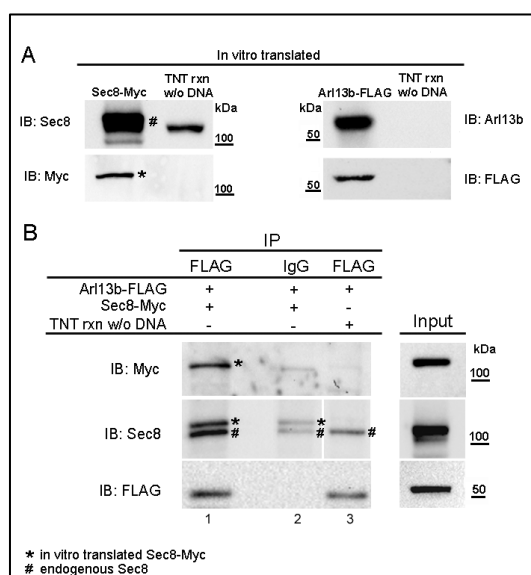 A
In vitro translated
Sec8-Myc
TNT rxn w/o DNA
kDa
Arl13b-FLAG
TNT rxn w/o DNA
kDa
IB: Sec8
#
100
50
IB: Arl13b
IB: Myc
*
100
50
IB: FLAG
B
IP
FLAG IgG FLAG
Arl13b-FLAG + + +
Sec8-Myc + + -
TNT rxn w/o DNA - - +
Input
kDa
IB: Myc * 100
IB: Sec8 * # * # # 100
IB: FLAG 50
1 2 3
* in vitro translated Sec8-Myc
# endogenous Sec8